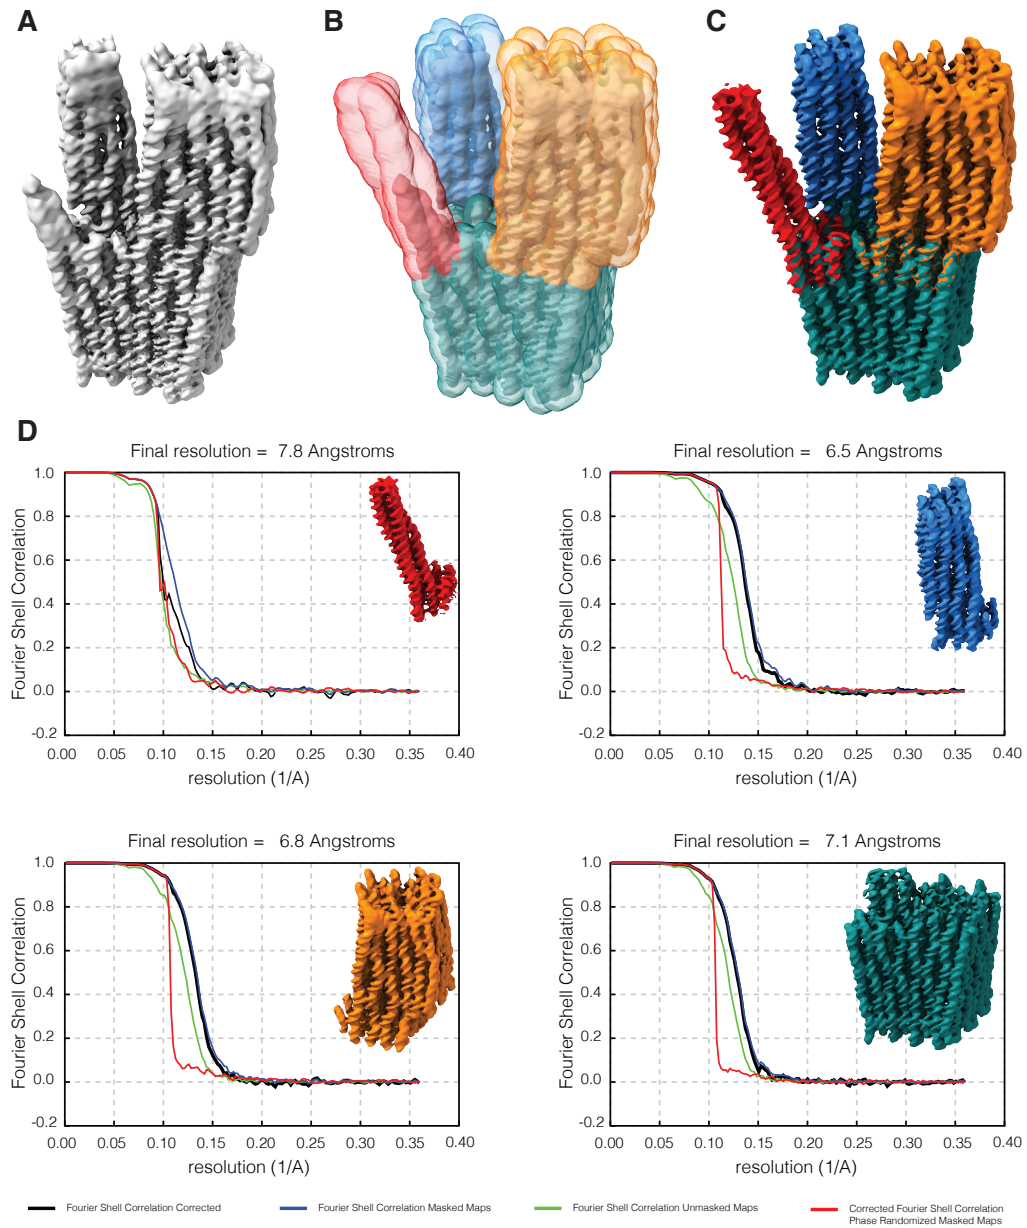 A
B
C
D
Final resolution = 7.8 Angstroms
Fourier Shell Correlation
1.0
0.8
0.6
0.4
0.2
0.0
-0.2
0.00 0.05 0.10 0.15 0.20 0.25 0.30 0.35 0.40
resolution (1/A)
Final resolution = 6.5 Angstroms
Fourier Shell Correlation
1.0
0.8
0.6
0.4
0.2
0.0
-0.2
0.00 0.05 0.10 0.15 0.20 0.25 0.30 0.35 0.40
resolution (1/A)
Final resolution = 6.8 Angstroms
Fourier Shell Correlation
1.0
0.8
0.6
0.4
0.2
0.0
-0.2
0.00 0.05 0.10 0.15 0.20 0.25 0.30 0.35 0.40
resolution (1/A)
Final resolution = 7.1 Angstroms
Fourier Shell Correlation
1.0
0.8
0.6
0.4
0.2
0.0
-0.2
0.00 0.05 0.10 0.15 0.20 0.25 0.30 0.35 0.40
resolution (1/A)
Fourier Shell Correlation Corrected
Fourier Shell Correlation Masked Maps
Fourier Shell Correlation Unmasked Maps
Corrected Fourier Shell Correlation
Phase Randomized Masked Maps